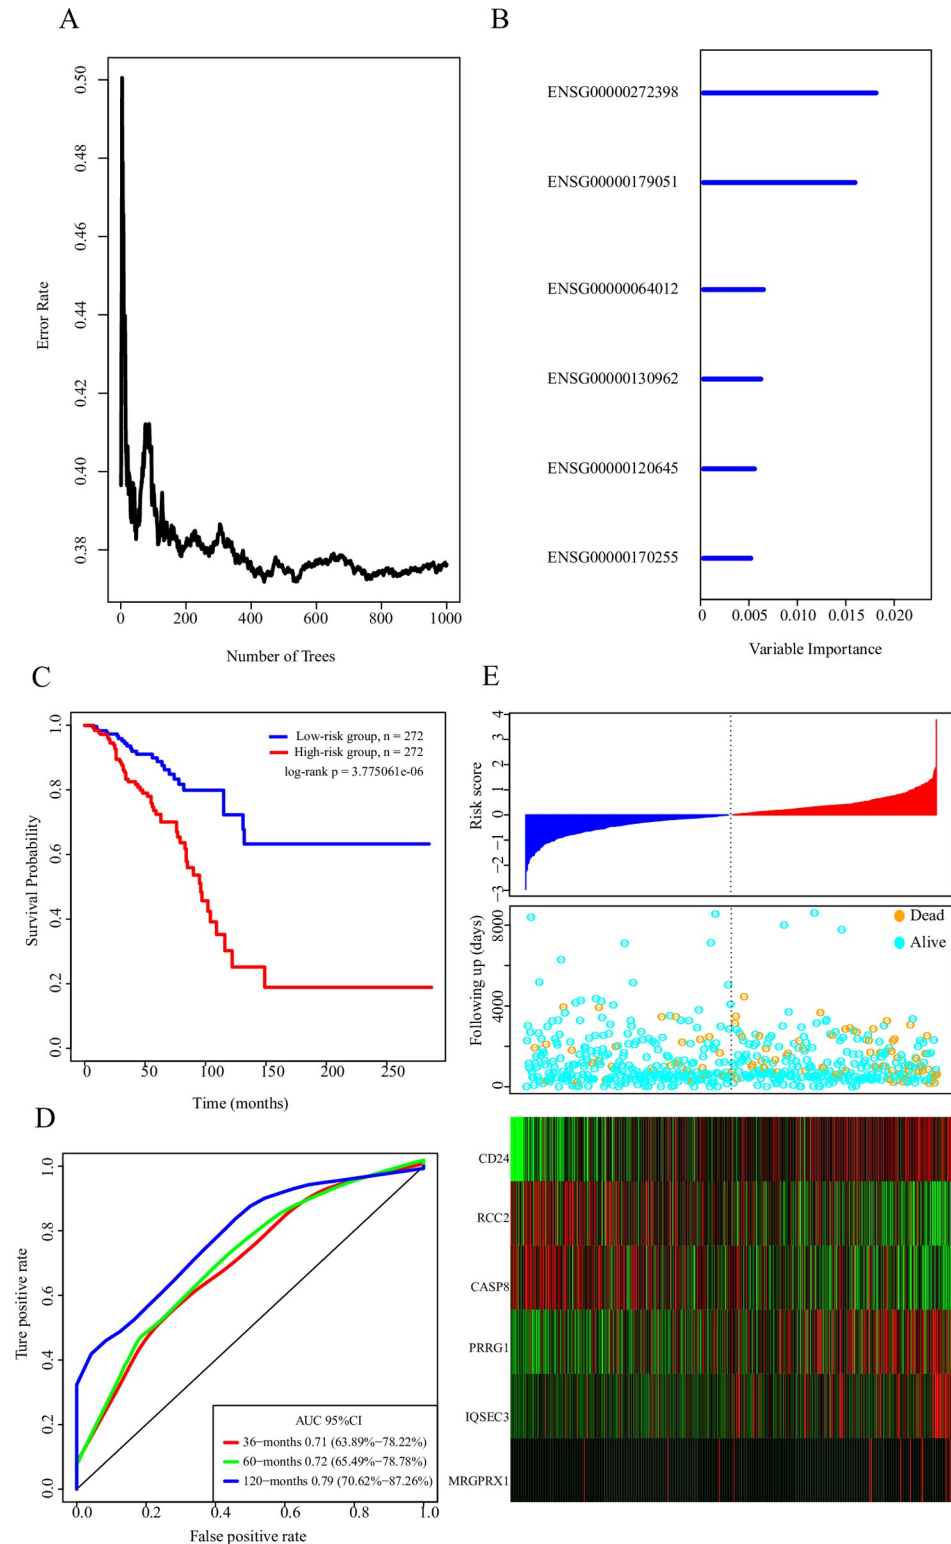 A
0.50
0.48
0.46
0.44
0.42
0.40
0.38
Error Rate
0 200 400 600 800 1000
Number of Trees
B
ENSG00000272398
ENSG00000179051
ENSG00000064012
ENSG00000130962
ENSG00000120645
ENSG00000170255
0 0.005 0.010 0.015 0.020
Variable Importance
C
1.0
0.8
0.6
0.4
0.2
0.0
Survival Probability
Low-risk group, n = 272
High-risk group, n = 272
log-rank p = 3.775061e-06
0 50 100 150 200 250
Time (months)
D
1.0
0.8
0.6
0.4
0.2
0.0
Ture positive rate
AUC 95%CI
36−months 0.71 (63.89%−78.22%)
60−months 0.72 (65.49%−78.78%)
120−months 0.79 (70.62%−87.26%)
0.0 0.2 0.4 0.6 0.8 1.0
False positive rate
E
4
3
2
1
0
−1
−2
−3
Risk score
8000
4000
0
Following up (days)
Dead
Alive
CD24
RCC2
CASP8
PRRG1
IQSEC3
MRGPRX1